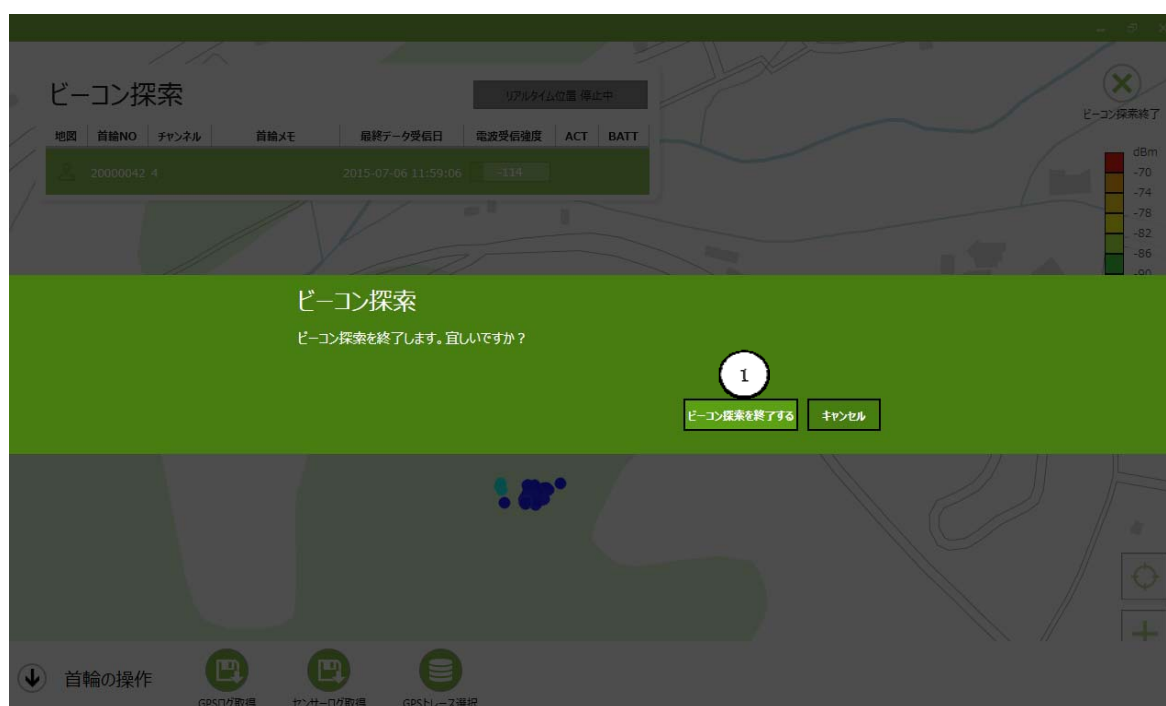 ビーコン探索
リアルタイム位置 停止中
ビーコン探索終了
地図 首輪NO チャンネル 首輪メモ 最終データ受信日 電波受信強度 ACT BATT
20000042 4 2015-07-06 11:59:06 -114
dBm
-70
-74
-78
-82
-86
-90
ビーコン探索
ビーコン探索を終了します。宜しいですか？
1
ビーコン探索を終了する キャンセル
首輪の操作
GPSログ取得 センサーログ取得 GPSトレース選択